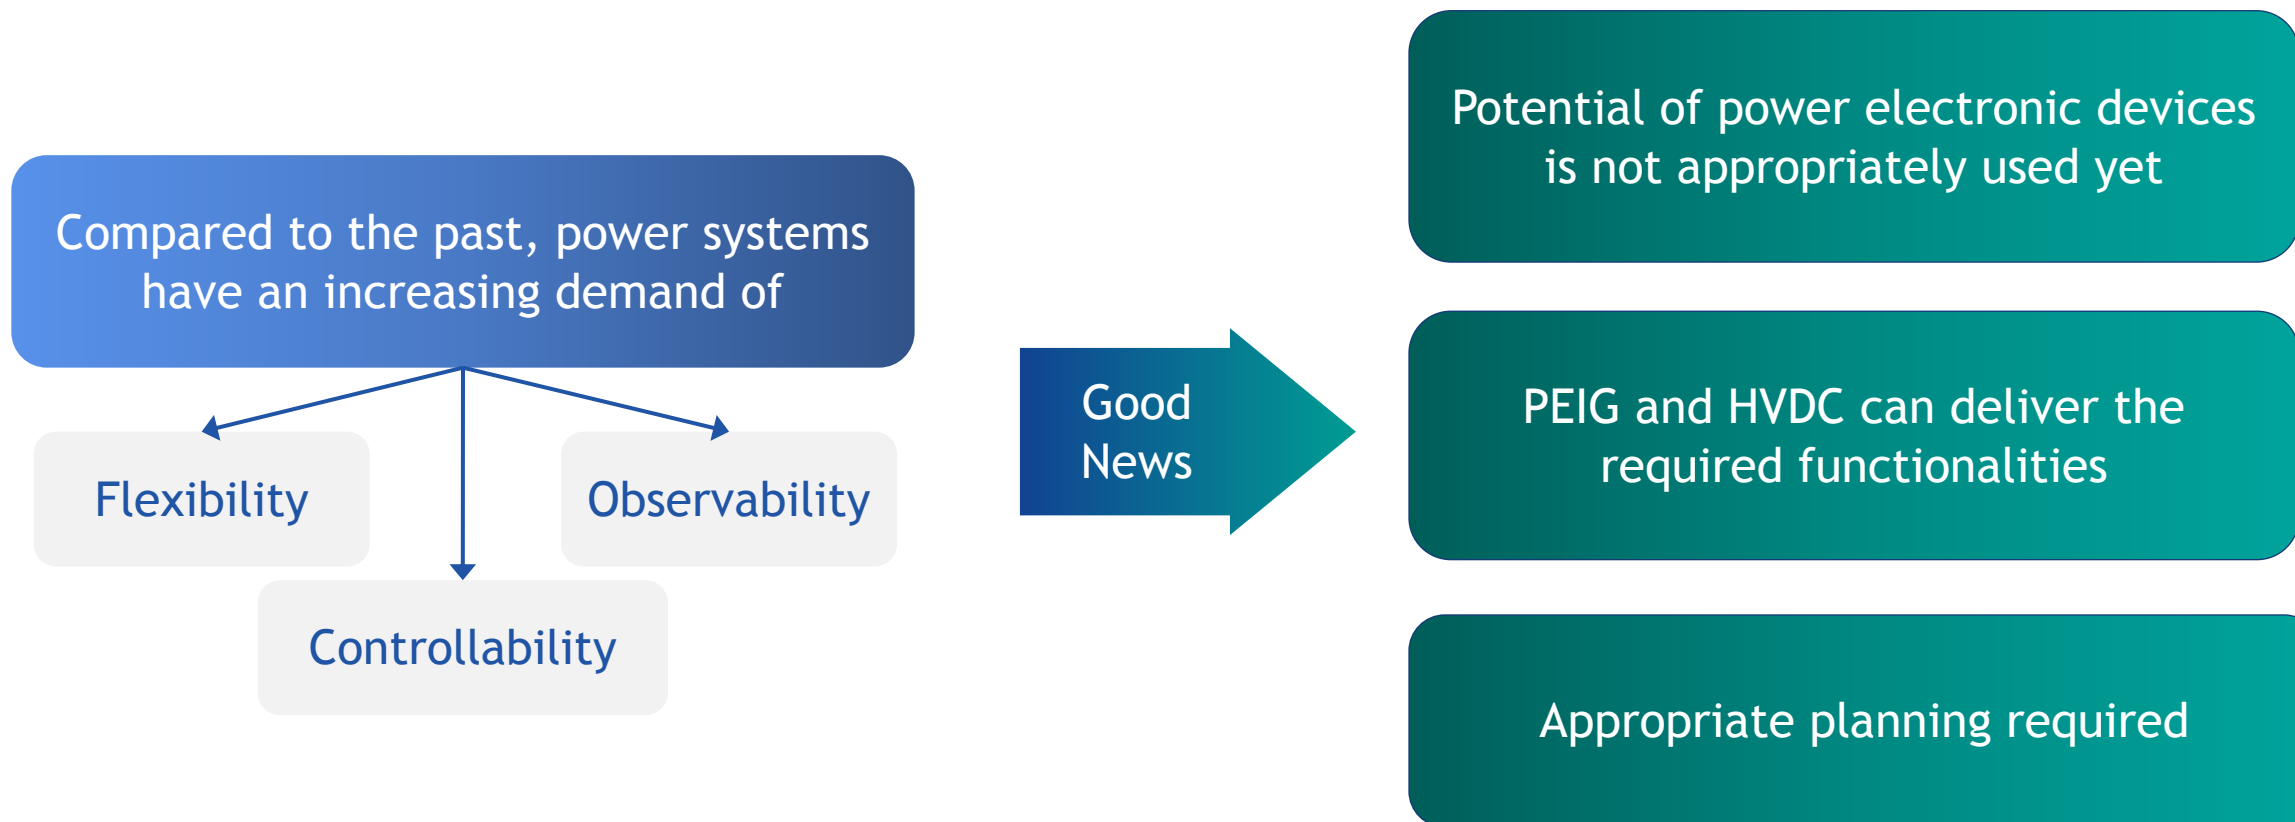 Compared to the past, power systems
have an increasing demand of
Flexibility
Observability
Controllability
Good
News
Potential of power electronic devices
is not appropriately used yet
PEIG and HVDC can deliver the
required functionalities
Appropriate planning required